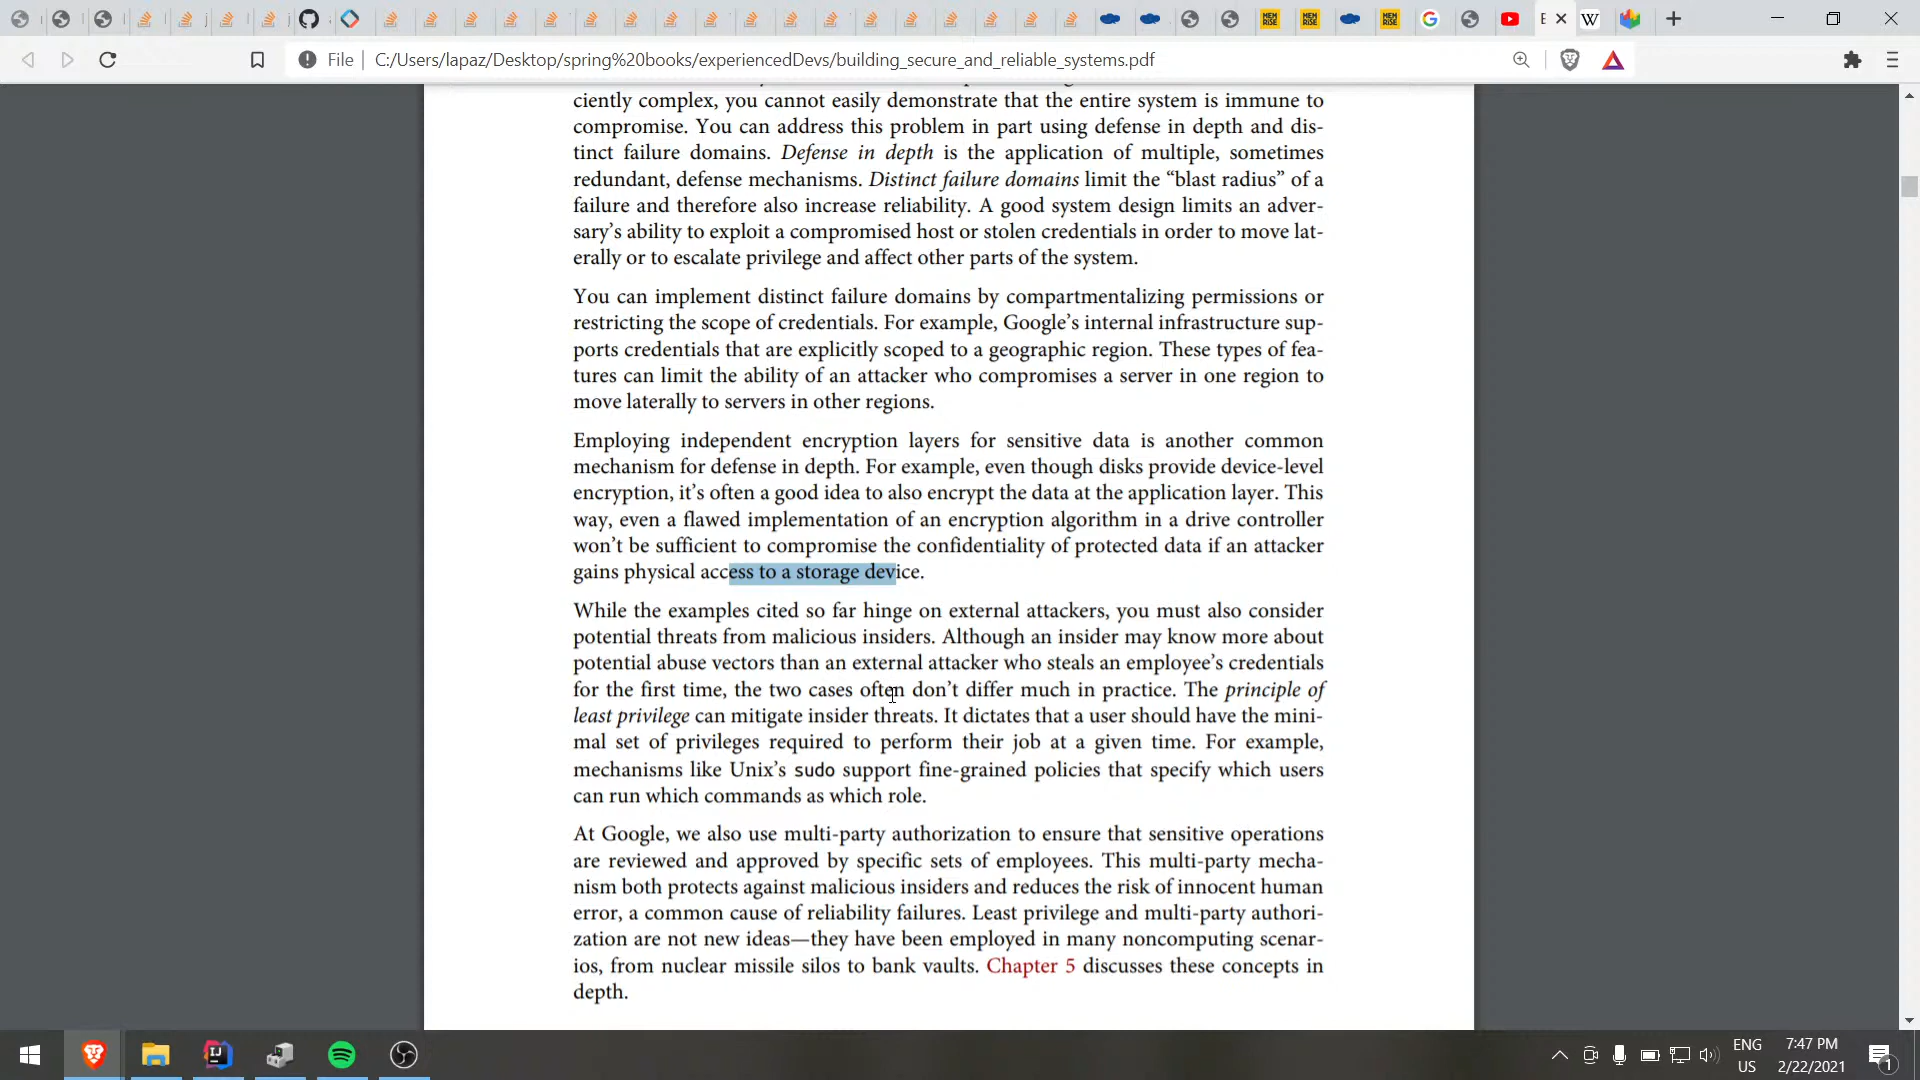 E
W
File
C:/Users/lapaz/Desktop/spring%20books/experiencedDevs/building_secure_and_reliable_systems.pdf
ciently complex, you cannot easily demonstrate that the entire system is immune to
compromise. You can address this problem in part using defense in depth and dis-
tinct failure domains. Defense in depth is the application of multiple, sometimes
redundant, defense mechanisms. Distinct failure domains limit the “blast radius” of a
failure and therefore also increase reliability. A good system design limits an adver-
sary’s ability to exploit a compromised host or stolen credentials in order to move lat-
erally or to escalate privilege and affect other parts of the system.
You can implement distinct failure domains by compartmentalizing permissions or
restricting the scope of credentials. For example, Google’s internal infrastructure sup-
ports credentials that are explicitly scoped to a geographic region. These types of fea-
tures can limit the ability of an attacker who compromises a server in one region to
move laterally to servers in other regions.
Employing independent encryption layers for sensitive data is another common
mechanism for defense in depth. For example, even though disks provide device-level
encryption, it’s often a good idea to also encrypt the data at the application layer. This
way, even a flawed implementation of an encryption algorithm in a drive controller
won’t be sufficient to compromise the confidentiality of protected data if an attacker
gains physical access to a storage device.
While the examples cited so far hinge on external attackers, you must also consider
potential threats from malicious insiders. Although an insider may know more about
potential abuse vectors than an external attacker who steals an employee’s credentials
for the first time, the two cases often don’t differ much in practice. The principle of
least privilege can mitigate insider threats. It dictates that a user should have the mini-
mal set of privileges required to perform their job at a given time. For example,
mechanisms like Unix’s sudo support fine-grained policies that specify which users
can run which commands as which role.
At Google, we also use multi-party authorization to ensure that sensitive operations
are reviewed and approved by specific sets of employees. This multi-party mecha-
nism both protects against malicious insiders and reduces the risk of innocent human
error, a common cause of reliability failures. Least privilege and multi-party authori-
zation are not new ideas—they have been employed in many noncomputing scenar-
ios, from nuclear missile silos to bank vaults. Chapter 5 discusses these concepts in
depth.
ENG
US
7:47 PM
2/22/2021
1